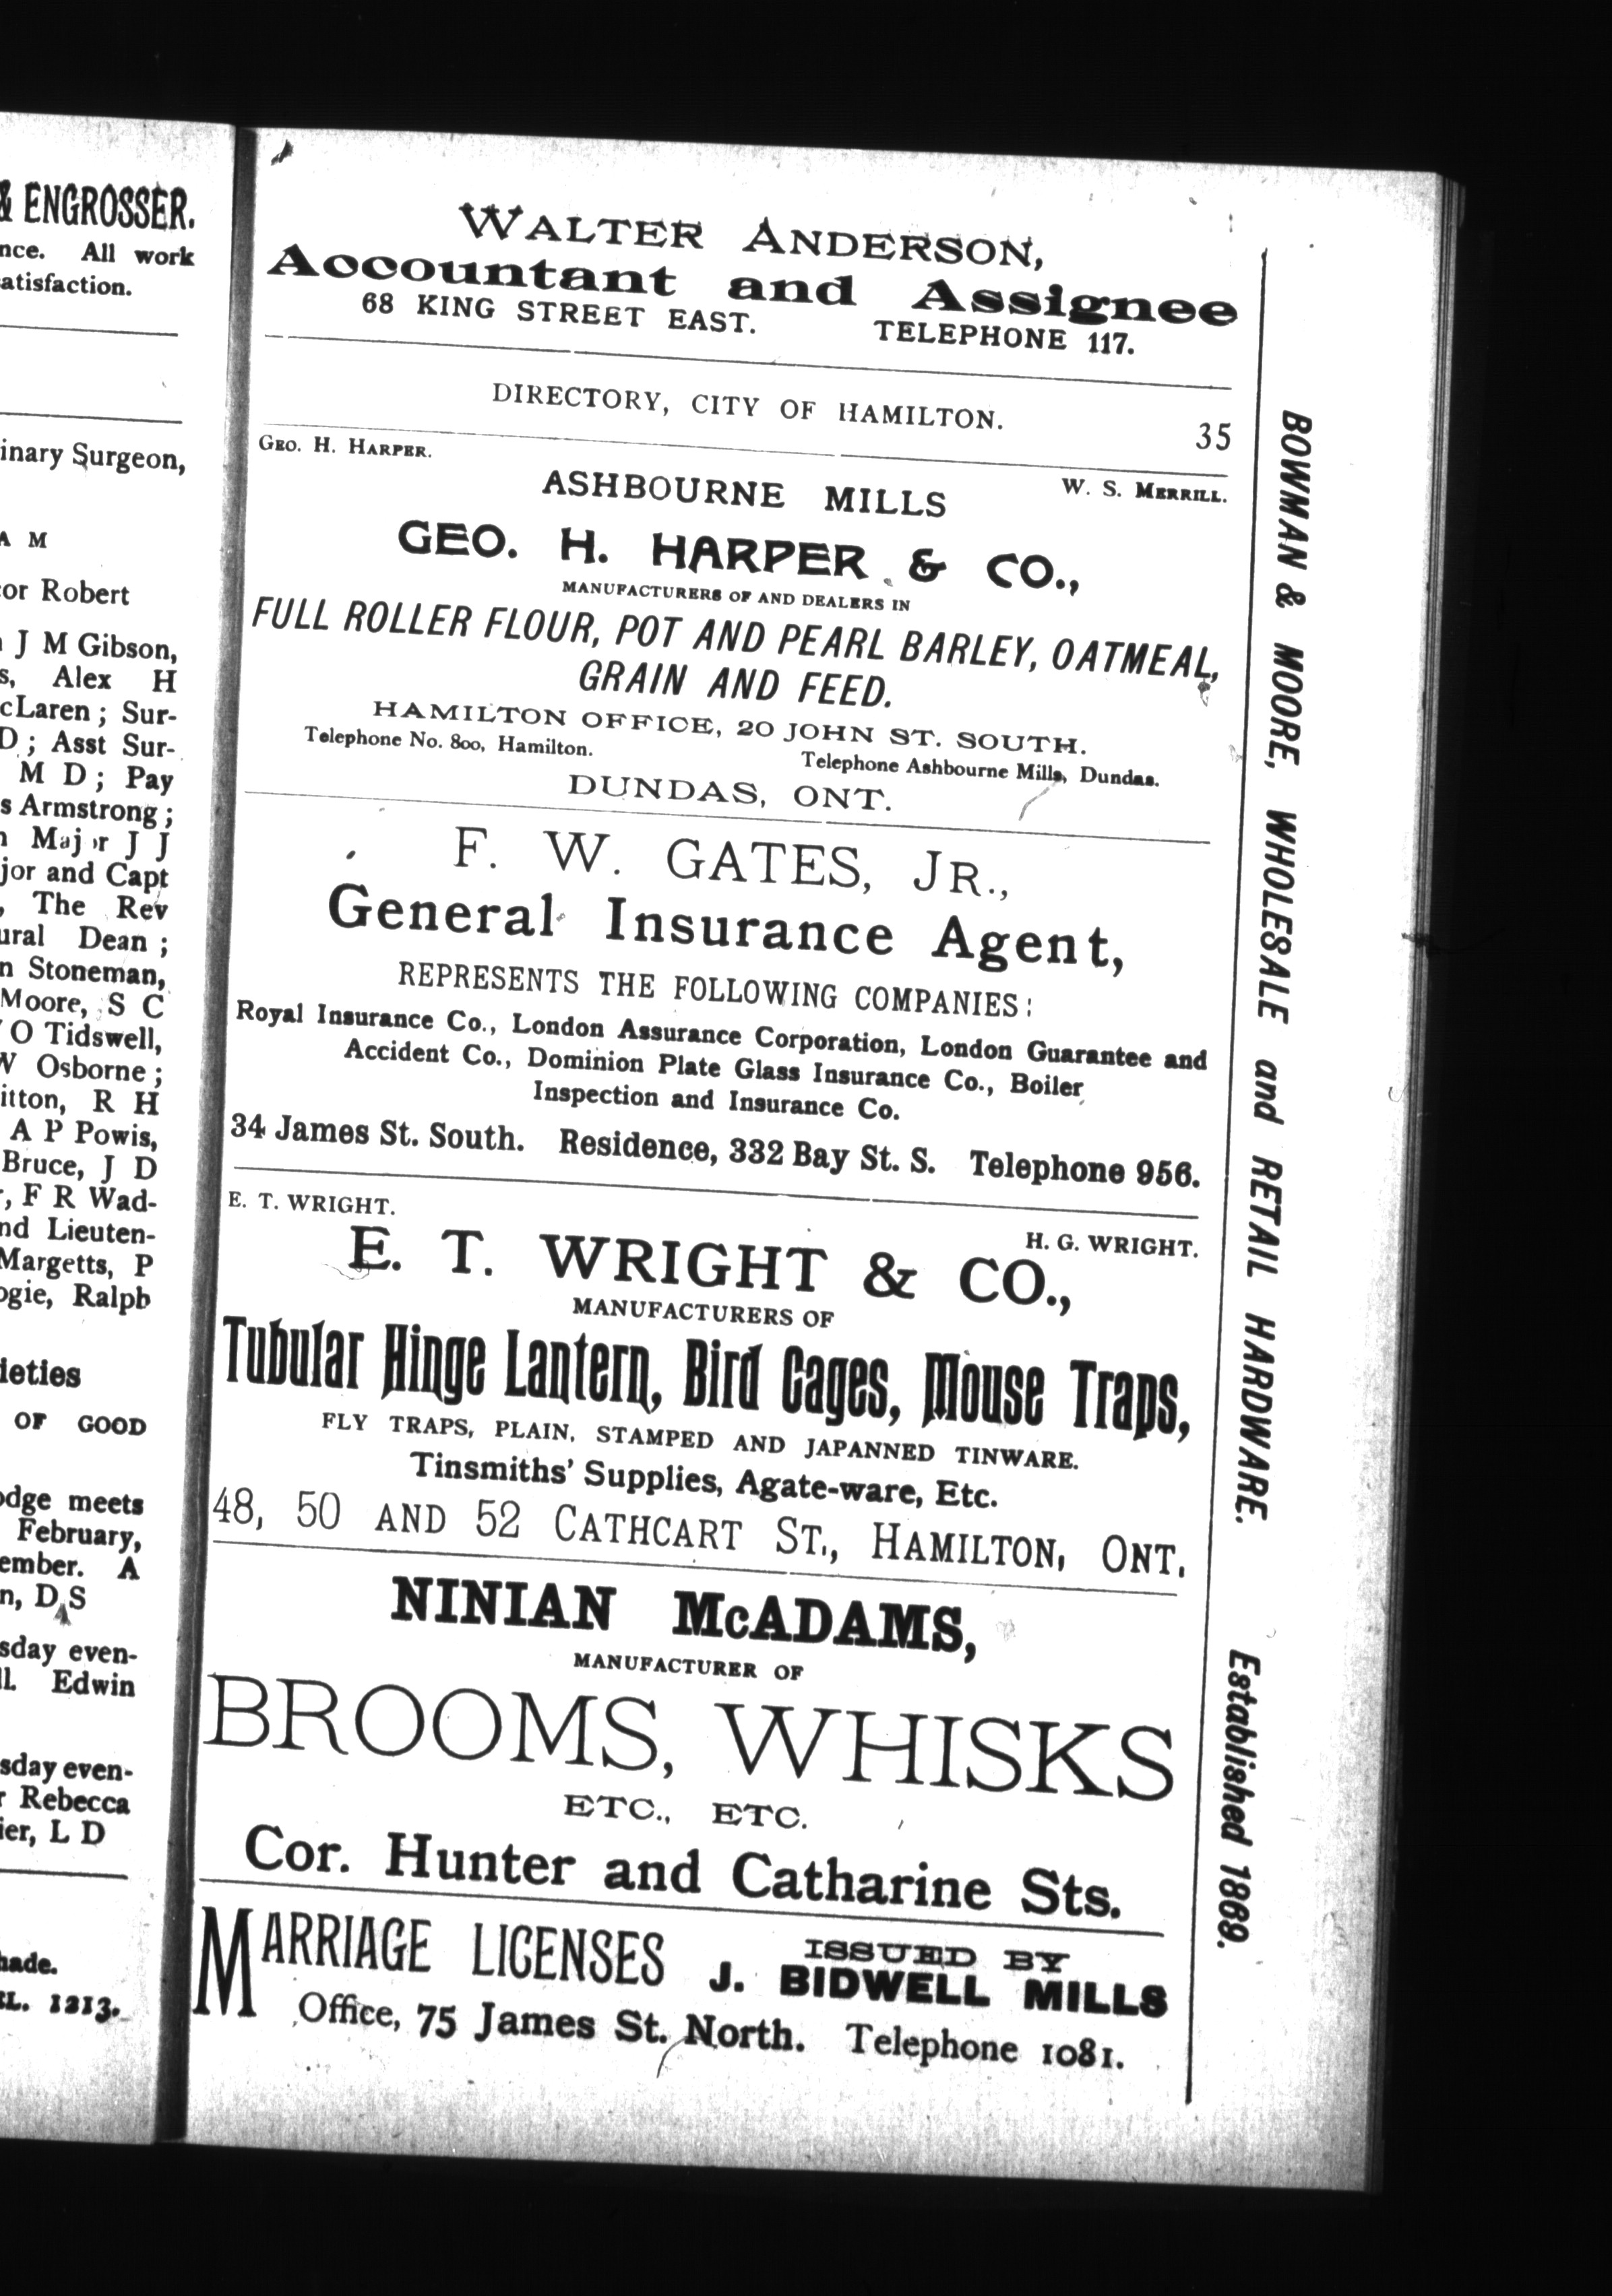 & ENGROSSER.
nce. All work
atisfaction.
inary Surgeon,
A M
or Robert
J M Gibson,
s, Alex H
cLaren ; Sur-
D ; Asst Sur-
M D ; Pay
s Armstrong ;
Major J J
jor and Capt
, The Rev
ural Dean ;
n Stoneman,
Moore, S C
O Tidswell,
W Osborne ;
itton, R H
A P Powis,
Bruce, J D
, F R Wad-
nd Lieuten-
Margetts, P
ogie, Ralph
ieties
OF GOOD
odge meets
February,
ember. A
n, D S
sday even-
ll. Edwin
sday even-
r Rebecca
ier, L D
ade.
EL. 1213.
WALTER ANDERSON,
Accountant and Assignee
68 KING STREET EAST. TELEPHONE 117.
DIRECTORY, CITY OF HAMILTON. 35
GEO. H. HARPER. W. S. MERRILL.
ASHBOURNE MILLS
GEO. H. HARPER & CO.,
MANUFACTURERS OF AND DEALERS IN
FULL ROLLER FLOUR, POT AND PEARL BARLEY, OATMEAL,
GRAIN AND FEED.
HAMILTON OFFICE, 20 JOHN ST. SOUTH.
Telephone No. 800, Hamilton. Telephone Ashbourne Mills, Dundas.
DUNDAS, ONT.
F. W. GATES, JR.,
General Insurance Agent,
REPRESENTS THE FOLLOWING COMPANIES:
Royal Insurance Co., London Assurance Corporation, London Guarantee and
Accident Co., Dominion Plate Glass Insurance Co., Boiler
Inspection and Insurance Co.
34 James St. South. Residence, 332 Bay St. S. Telephone 956.
E. T. WRIGHT. H. G. WRIGHT.
E. T. WRIGHT & CO.,
MANUFACTURERS OF
Tubular Hinge Lantern, Bird Cages, Mouse Traps,
FLY TRAPS, PLAIN, STAMPED AND JAPANNED TINWARE.
Tinsmiths' Supplies, Agate-ware, Etc.
48, 50 AND 52 CATHCART ST., HAMILTON, ONT.
NINIAN McADAMS,
MANUFACTURER OF
BROOMS, WHISKS
ETC., ETC.
Cor. Hunter and Catharine Sts.
MARRIAGE LICENSES ISSUED BY
J. BIDWELL MILLS
Office, 75 James St. North. Telephone 1081.
BOWMAN & MOORE, WHOLESALE and RETAIL HARDWARE. Established 1869.